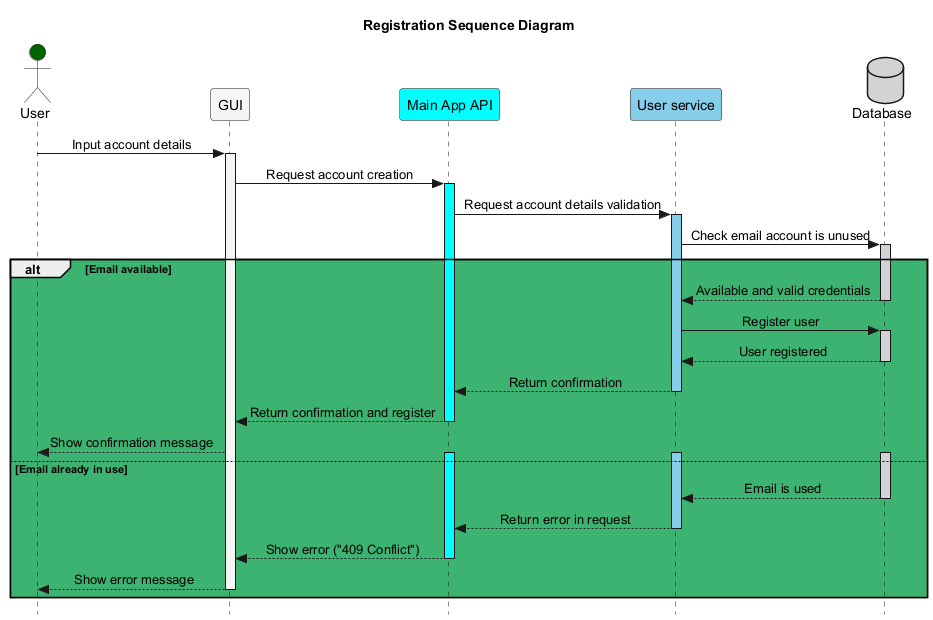 Registration Sequence Diagram
User
GUI
Main App API
User service
Database
Input account details
Request account creation
Request account details validation
Check email account is unused
alt
[Email available]
Available and valid credentials
Register user
User registered
Return confirmation
Return confirmation and register
Show confirmation message
[Email already in use]
Email is used
Return error in request
Show error ("409 Conflict")
Show error message